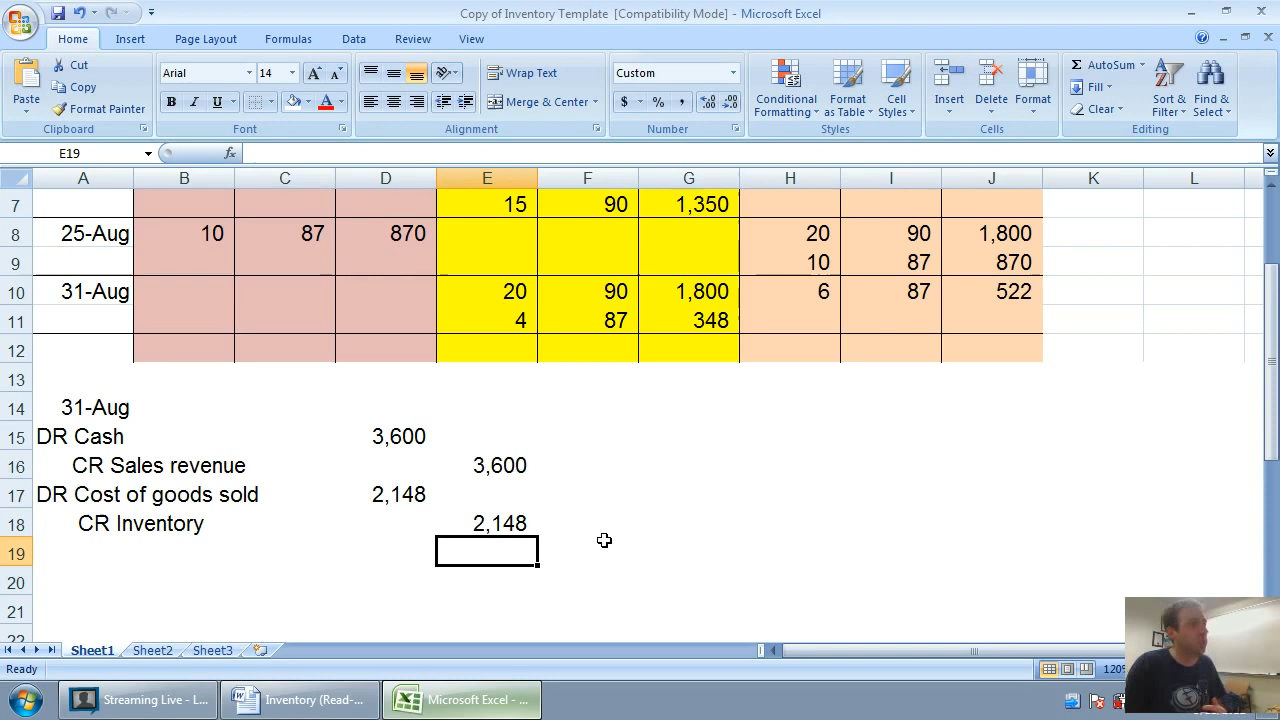 Copy of Inventory Template [Compatibility Mode] - Microsoft Excel
Home Insert Page Layout Formulas Data Review View
Paste Cut Copy Format Painter Clipboard
Arial 14 B I U A Font
Wrap Text Merge & Center Alignment
Custom $ % , Number
Conditional Formatting Format as Table Cell Styles Styles
Insert Delete Format Cells
Σ AutoSum Fill Clear Sort & Filter Find & Select Editing
E19 fx
A B C D E F G H I J K L
7 15 90 1,350
8 25-Aug 10 87 870 20 90 1,800
9 10 87 870
10 31-Aug 20 90 1,800 6 87 522
11 4 87 348
12
13
14 31-Aug
15 DR Cash 3,600
16 CR Sales revenue 3,600
17 DR Cost of goods sold 2,148
18 CR Inventory 2,148
19
20
21
22
Sheet1 Sheet2 Sheet3
Ready 120%
Streaming Live - L... Inventory (Read-... Microsoft Excel - ...